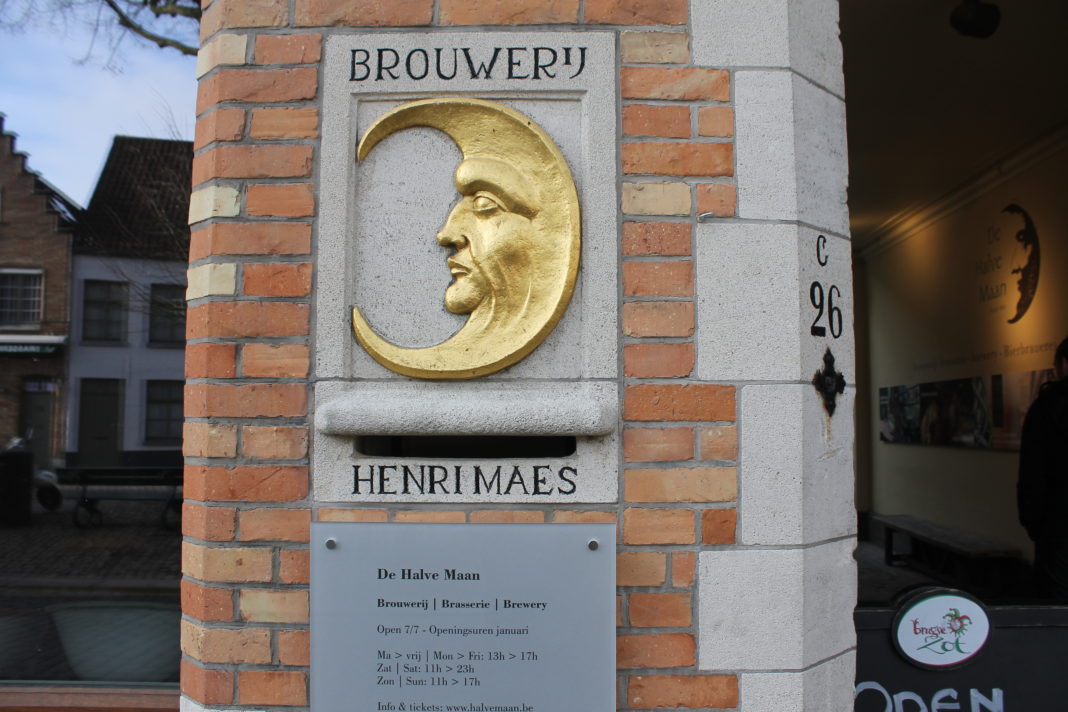 BROUWERIJ
HENRI MAES
De Halve Maan
Brouwerij | Brasserie | Brewery
Open 7/7 - Openingsuren januari
Ma > vrij | Mon > Fri: 13h > 17h
Zat | Sat: 11h > 23h
Zon | Sun: 11h > 17h
Info & tickets: www.halvemaan.be
C
26
De
Halve
Maan
Brugse
Zot
OPEN